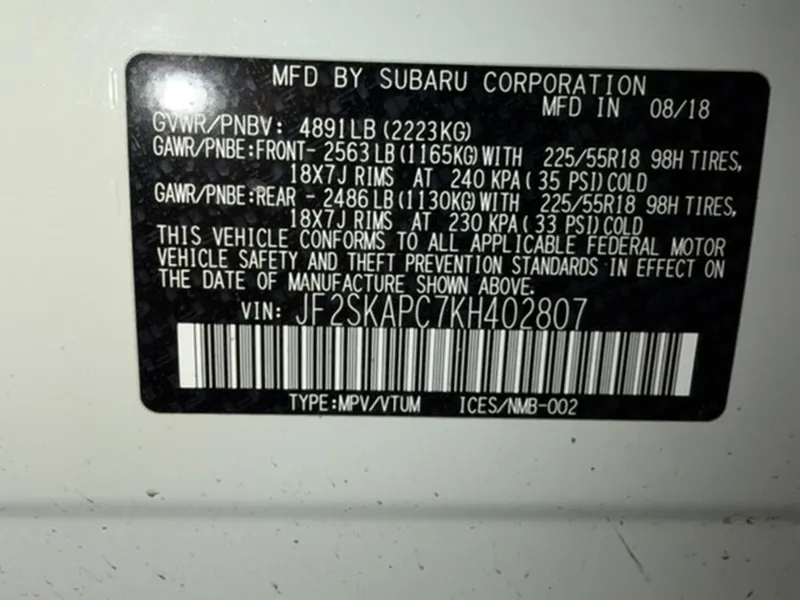 MFD BY SUBARU CORPORATION
MFD IN 08/18
GVWR/PNBV: 4891LB (2223KG)
GAWR/PNBE:FRONT- 2563 LB (1165KG) WITH 225/55R18 98H TIRES,
18X7J RIMS AT 240 KPA ( 35 PSI) COLD
GAWR/PNBE:REAR - 2486 LB (1130KG) WITH 225/55R18 98H TIRES,
18X7J RIMS AT 230 KPA ( 33 PSI) COLD
THIS VEHICLE CONFORMS TO ALL APPLICABLE FEDERAL MOTOR
VEHICLE SAFETY AND THEFT PREVENTION STANDARDS IN EFFECT ON
THE DATE OF MANUFACTURE SHOWN ABOVE.
VIN: JF2SKAPC7KH402807
TYPE:MPV/VTUM ICES/NMB-002